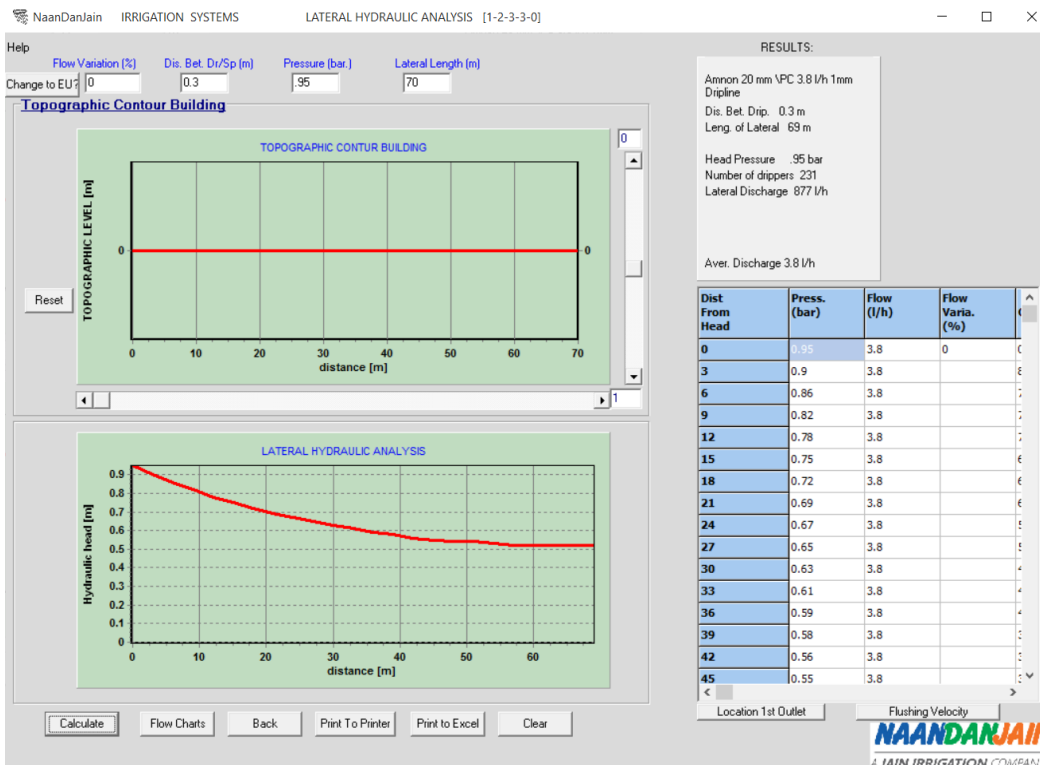 NaanDanJain IRRIGATION SYSTEMS LATERAL HYDRAULIC ANALYSIS [1-2-3-3-0]
Help
Flow Variation (%) Dis. Bet. Dr/Sp (m) Pressure (bar.) Lateral Length (m)
Change to EU? 0 0.3 .95 70
Topographic Contour Building
TOPOGRAPHIC CONTUR BUILDING
0
TOPOGRAPHIC LEVEL [m]
0 0
Reset
0 10 20 30 40 50 60 70
distance [m]
1
LATERAL HYDRAULIC ANALYSIS
Hydraulic head [m]
0.9
0.8
0.7
0.6
0.5
0.4
0.3
0.2
0.1
0
0 10 20 30 40 50 60
distance [m]
Calculate Flow Charts Back Print To Printer Print to Excel Clear
RESULTS:
Amnon 20 mm \PC 3.8 l/h 1mm
Dripline
Dis. Bet. Drip. 0.3 m
Leng. of Lateral 69 m
Head Pressure .95 bar
Number of drippers 231
Lateral Discharge 877 l/h
Aver. Discharge 3.8 l/h
Dist Press. Flow Flow
From (bar) (l/h) Varia.
Head (%)
0 0.95 3.8 0
3 0.9 3.8
6 0.86 3.8
9 0.82 3.8
12 0.78 3.8
15 0.75 3.8
18 0.72 3.8
21 0.69 3.8
24 0.67 3.8
27 0.65 3.8
30 0.63 3.8
33 0.61 3.8
36 0.59 3.8
39 0.58 3.8
42 0.56 3.8
45 0.55 3.8
Location 1st Outlet Flushing Velocity
NAANDANJAIN
A JAIN IRRIGATION COMPAN